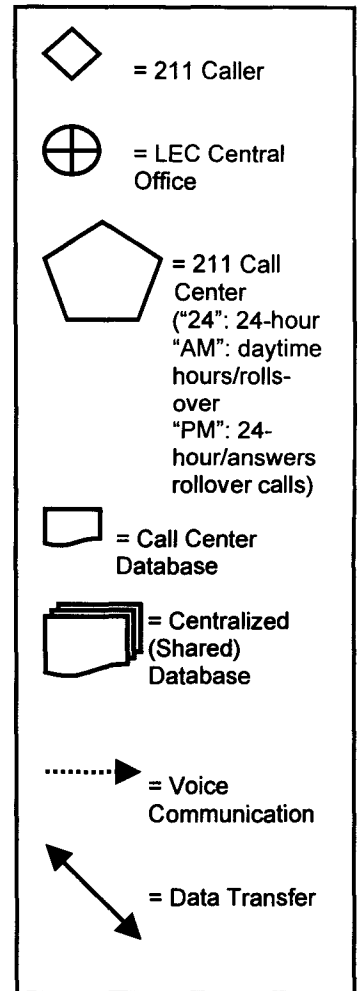 = 211 Caller
= LEC Central
Office
= 211 Call
Center
("24": 24-hour
"AM": daytime
hours/rolls-
over
"PM": 24-
hour/answers
rollover calls)
= Call Center
Database
= Centralized
(Shared)
Database
= Voice
Communication
= Data Transfer